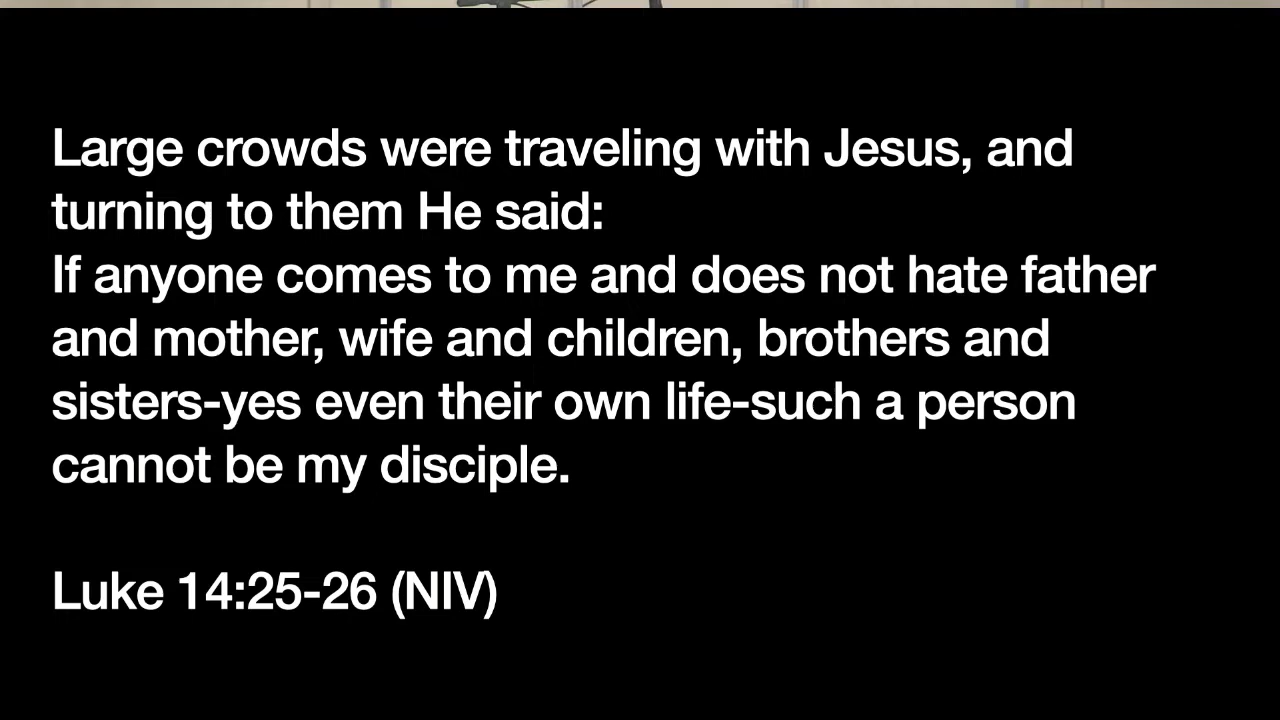 Large crowds were traveling with Jesus, and
turning to them He said:
If anyone comes to me and does not hate father
and mother, wife and children, brothers and
sisters-yes even their own life-such a person
cannot be my disciple.
Luke 14:25-26 (NIV)